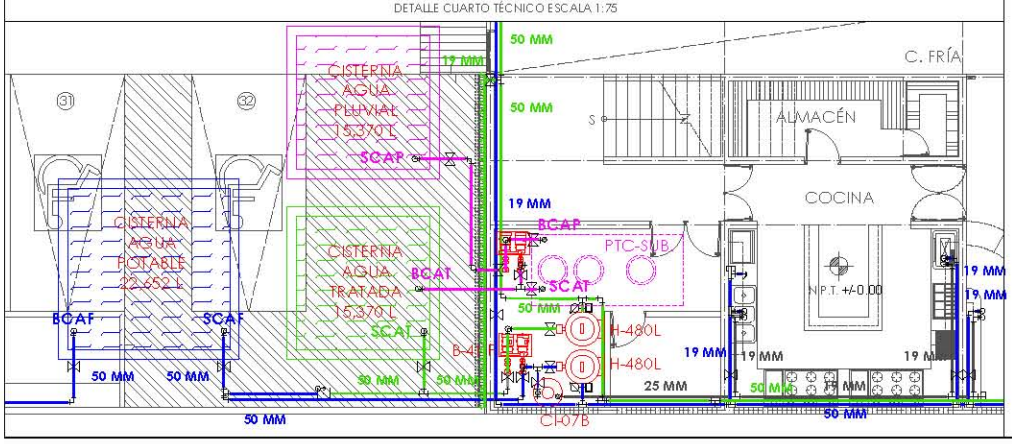 DETALLE CUARTO TÉCNICO ESCALA 1:75
50 MM
C. FRÍA
19 MM
CISTERNA
AGUA
PLUVIAL
15,370 L
31
32
50 MM
S
ALMACÉN
SCAP
COCINA
19 MM
CISTERNA
AGUA
POTABLE
22,652 L
CISTERNA
AGUA
TRATADA
15,370 L
BCAP
PTC-SUB.
BCAT
SCAT
N.P.T. +/-0.00
19 MM
19 MM
50 MM
BCAF
SCAF
SCAT
H-480L
19 MM
19 MM
19 MM
H-480L
50 MM
50 MM
50 MM
50 MM
25 MM
50 MM
19 MM
50 MM
CI-07B
50 MM